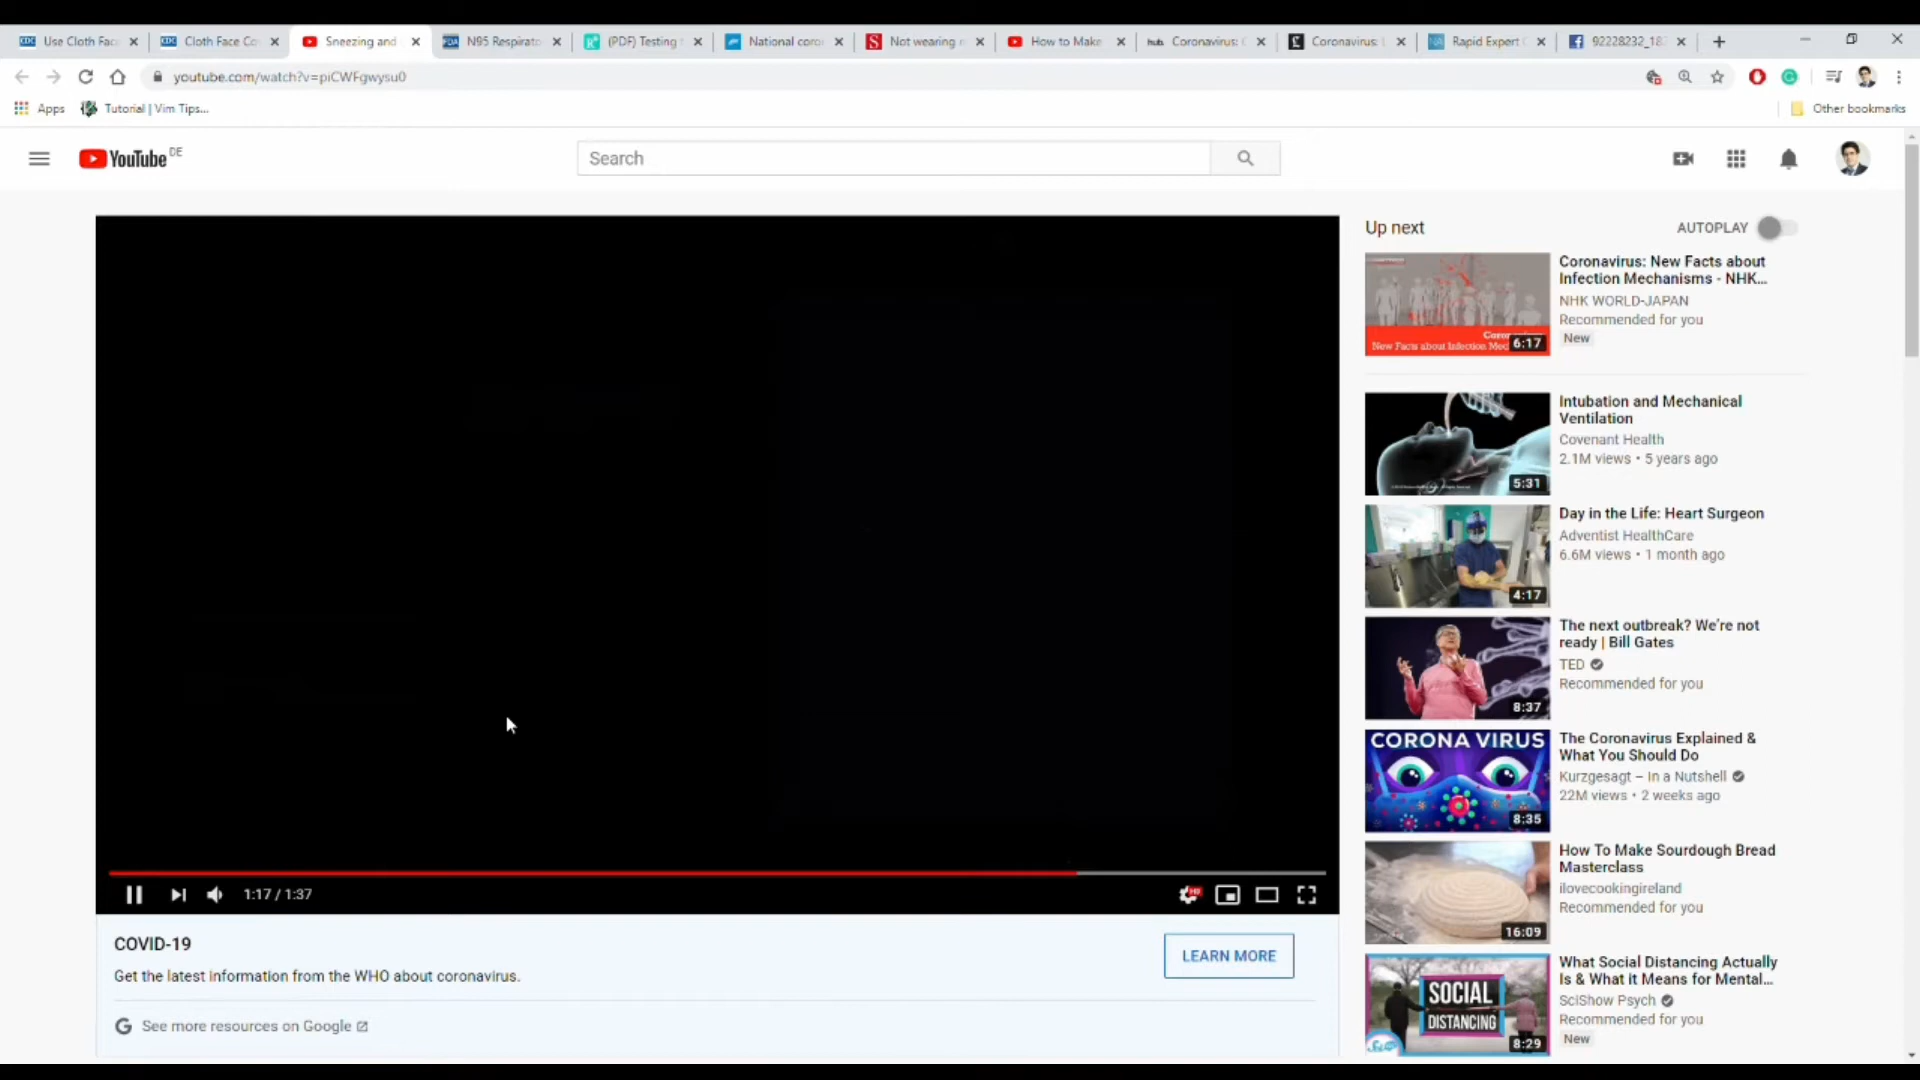 Use Cloth Fac
Cloth Face Co
Sneezing and
N95 Respirato
(PDF) Testing
National coro
Not wearing
How to Make
hub
Coronavirus:
Coronavirus:
Rapid Expert
92228232_18
youtube.com/watch?v=piCWFgwysu0
Apps
Tutorial | Vim Tips...
Other bookmarks
YouTube DE
Search
Up next
AUTOPLAY
Coronavirus: New Facts about
Infection Mechanisms - NHK...
NHK WORLD-JAPAN
Recommended for you
New
New Facts about Infection Mec
6:17
Intubation and Mechanical
Ventilation
Covenant Health
2.1M views • 5 years ago
5:31
Day in the Life: Heart Surgeon
Adventist HealthCare
6.6M views • 1 month ago
4:17
The next outbreak? We're not
ready | Bill Gates
TED
Recommended for you
8:37
CORONA VIRUS
The Coronavirus Explained &
What You Should Do
Kurzgesagt – In a Nutshell
22M views • 2 weeks ago
8:35
How To Make Sourdough Bread
Masterclass
ilovecookingireland
Recommended for you
16:09
What Social Distancing Actually
Is & What it Means for Mental...
SciShow Psych
Recommended for you
New
SOCIAL
DISTANCING
8:29
1:17 / 1:37
HD
COVID-19
Get the latest information from the WHO about coronavirus.
LEARN MORE
See more resources on Google